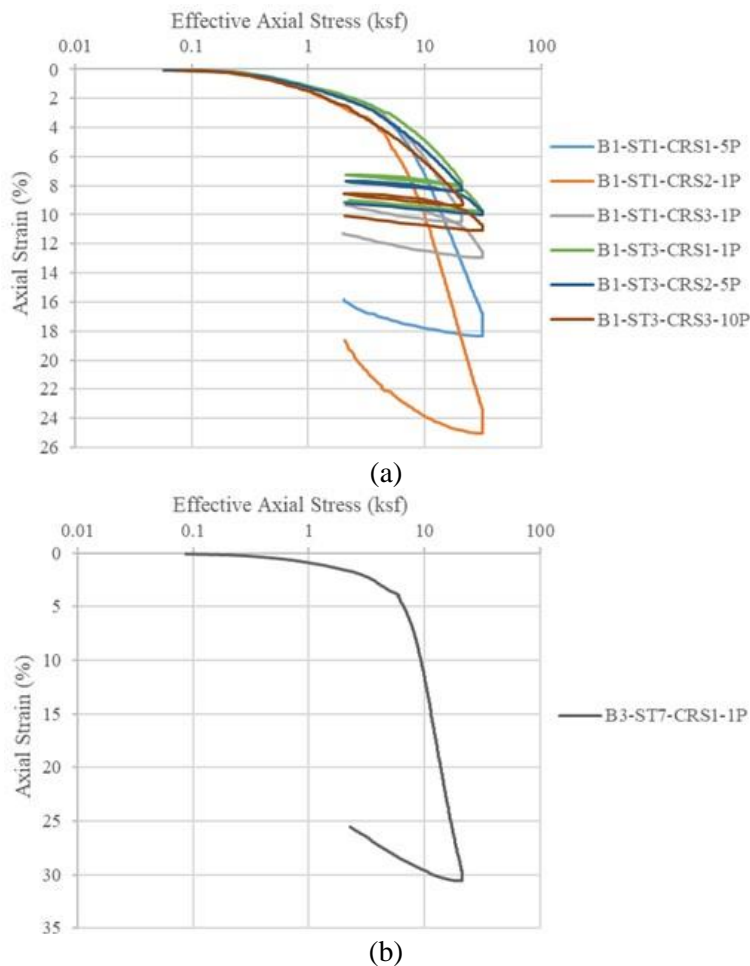 Effective Axial Stress (ksf)
0.01 0.1 1 10 100
Axial Strain (%)
0
2
4
6
8
10
12
14
16
18
20
22
24
26
B1-ST1-CRS1-5P
B1-ST1-CRS2-1P
B1-ST1-CRS3-1P
B1-ST3-CRS1-1P
B1-ST3-CRS2-5P
B1-ST3-CRS3-10P
(a)
Effective Axial Stress (ksf)
0.01 0.1 1 10 100
Axial Strain (%)
0
5
10
15
20
25
30
35
B3-ST7-CRS1-1P
(b)